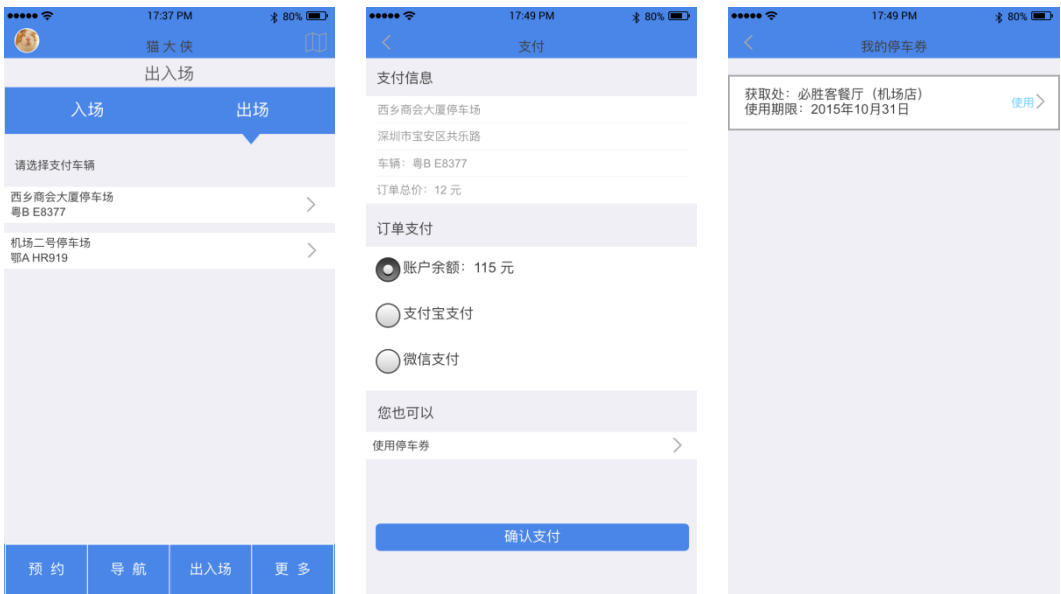 17:37 PM
80%
猫大侠
出入场
入场
出场
请选择支付车辆
西乡商会大厦停车场
粤B E8377
机场二号停车场
鄂A HR919
预 约
导 航
出入场
更 多
17:49 PM
80%
支付
支付信息
西乡商会大厦停车场
深圳市宝安区共乐路
车辆：粤B E8377
订单总价：12 元
订单支付
账户余额：115 元
支付宝支付
微信支付
您也可以
使用停车券
确认支付
17:49 PM
80%
我的停车券
获取处：必胜客餐厅（机场店）
使用期限：2015年10月31日
使用